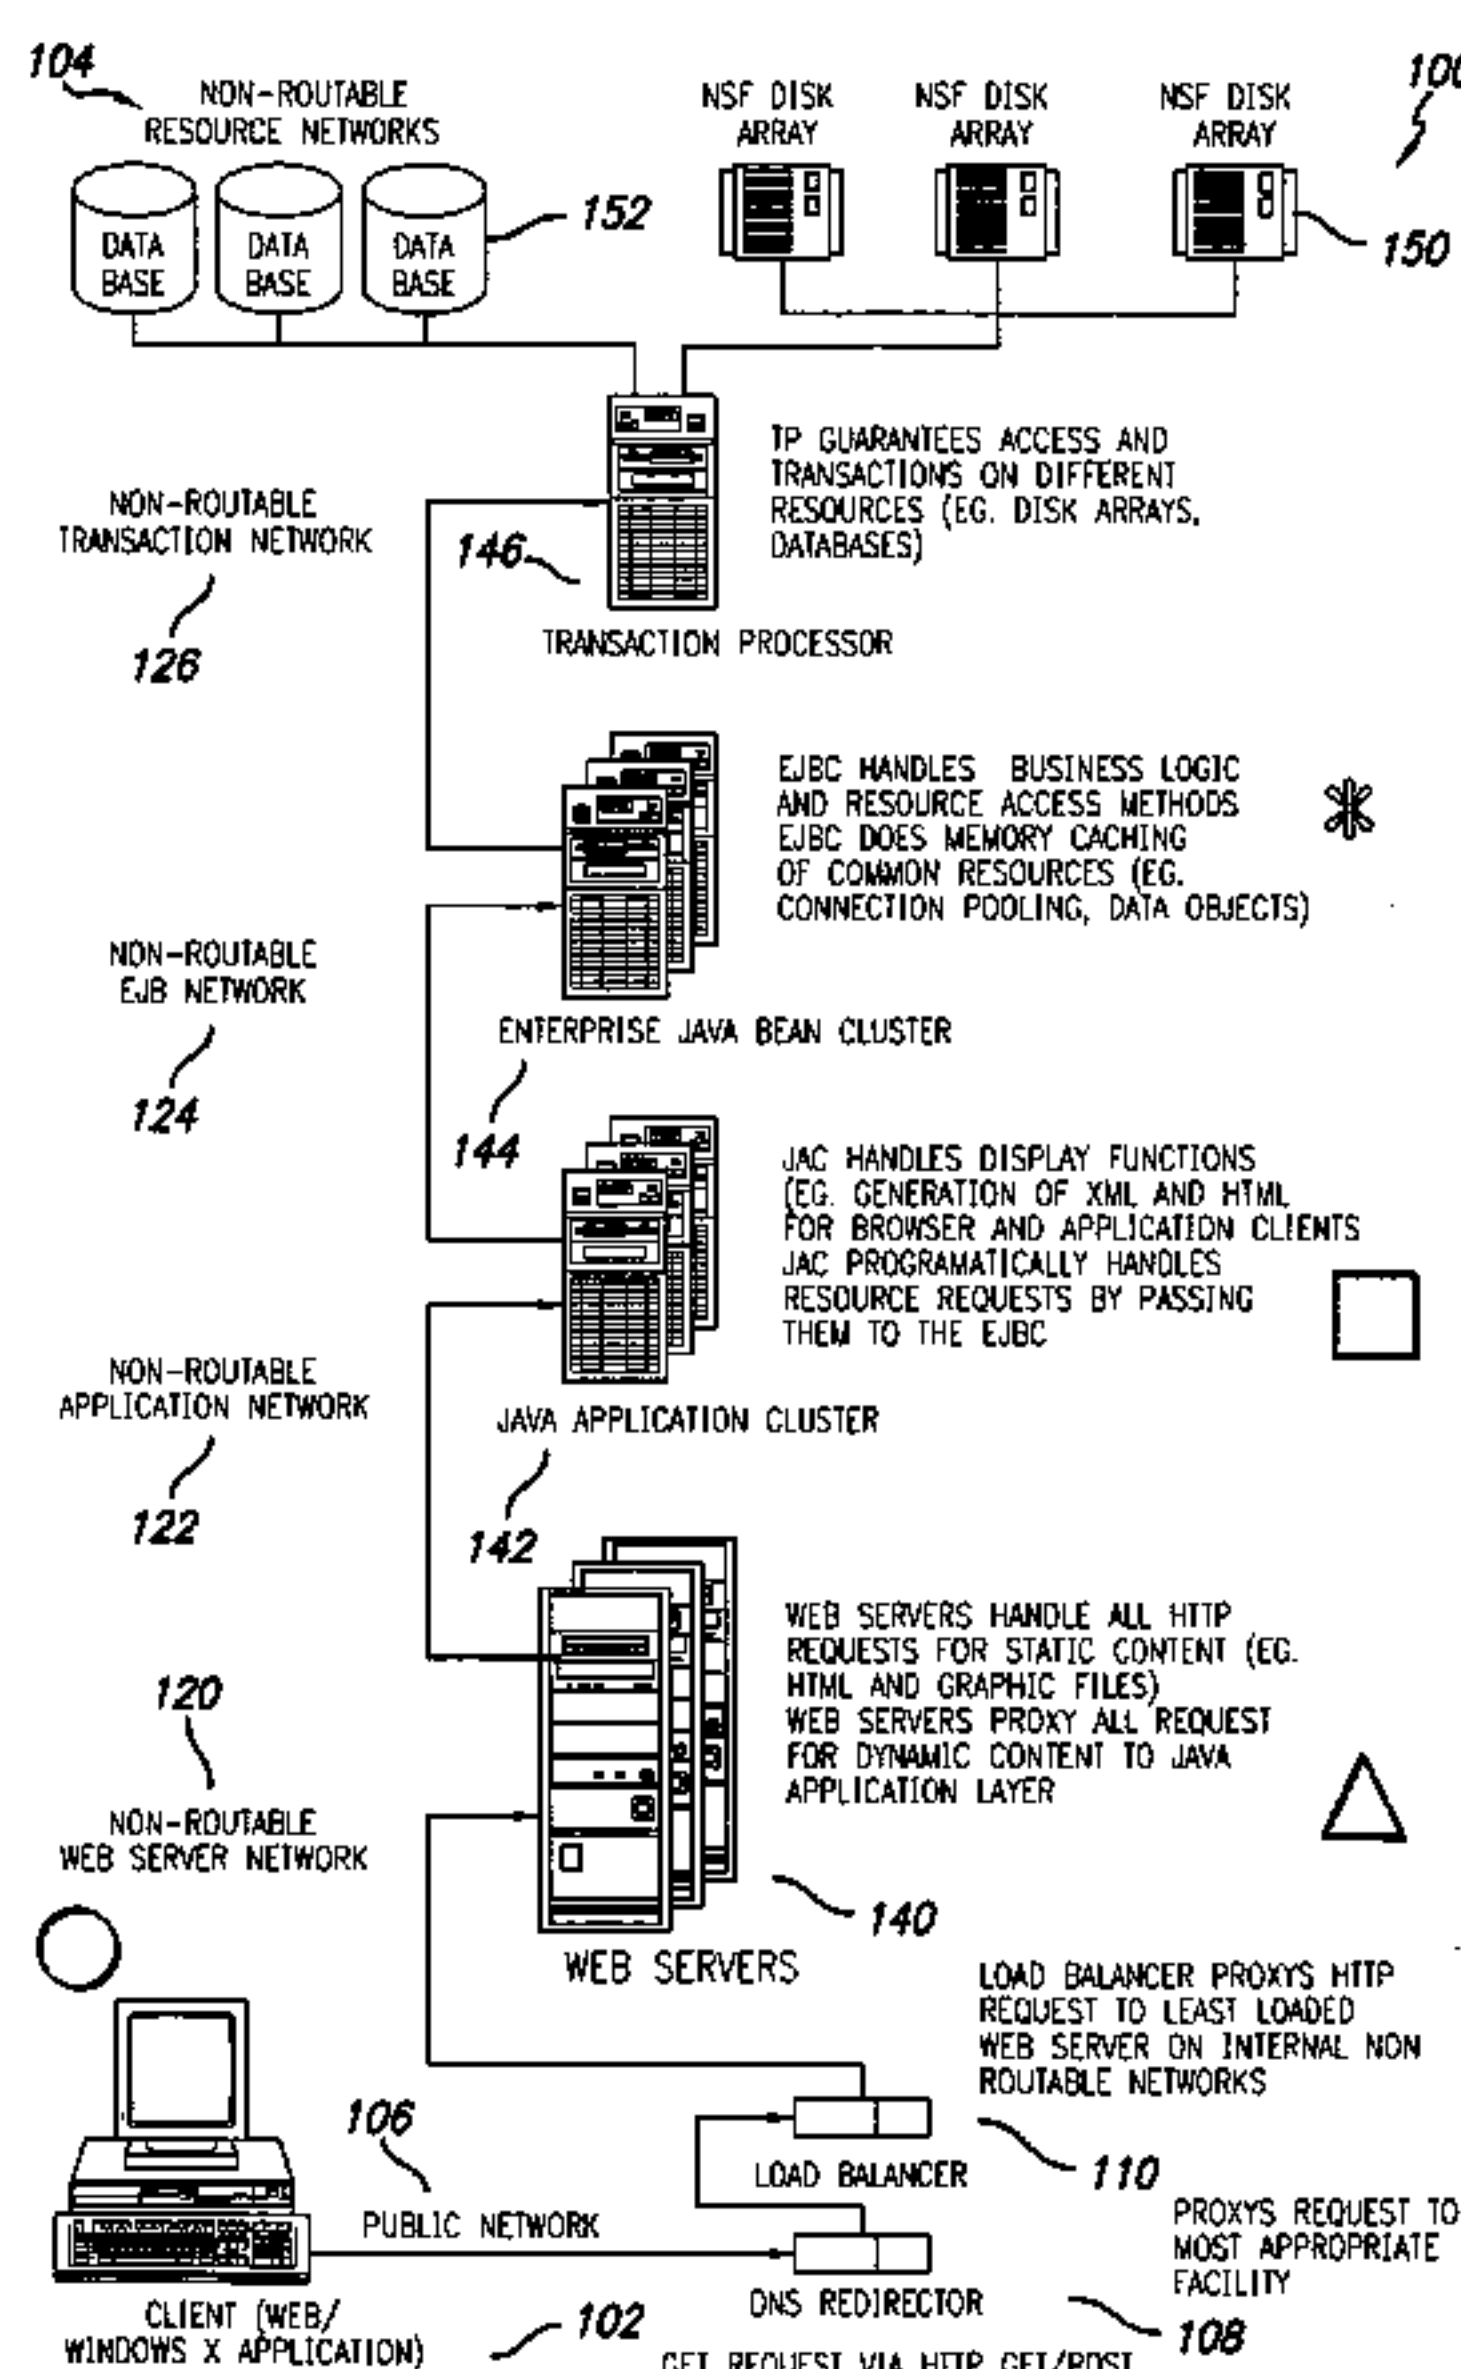 104
NON-ROUTABLE
RESOURCE NETWORKS
NSF DISK
ARRAY
NSF DISK
ARRAY
NSF DISK
ARRAY
DATA
BASE
DATA
BASE
DATA
BASE
152
150
TP GUARANTEES ACCESS AND
TRANSACTIONS ON DIFFERENT
RESOURCES (EG. DISK ARRAYS,
DATABASES)
NON-ROUTABLE
TRANSACTION NETWORK
126
146
TRANSACTION PROCESSOR
EJBC HANDLES BUSINESS LOGIC
AND RESOURCE ACCESS METHODS
EJBC DOES MEMORY CACHING
OF COMMON RESOURCES (EG.
CONNECTION POOLING, DATA OBJECTS)
NON-ROUTABLE
EJB NETWORK
124
ENTERPRISE JAVA BEAN CLUSTER
144
JAC HANDLES DISPLAY FUNCTIONS
(EG. GENERATION OF XML AND HTML
FOR BROWSER AND APPLICATION CLIENTS
JAC PROGRAMATICALLY HANDLES
RESOURCE REQUESTS BY PASSING
THEM TO THE EJBC
NON-ROUTABLE
APPLICATION NETWORK
122
JAVA APPLICATION CLUSTER
142
WEB SERVERS HANDLE ALL HTTP
REQUESTS FOR STATIC CONTENT (EG.
HTML AND GRAPHIC FILES)
WEB SERVERS PROXY ALL REQUEST
FOR DYNAMIC CONTENT TO JAVA
APPLICATION LAYER
120
NON-ROUTABLE
WEB SERVER NETWORK
140
WEB SERVERS
LOAD BALANCER PROXYS HTTP
REQUEST TO LEAST LOADED
WEB SERVER ON INTERNAL NON
ROUTABLE NETWORKS
106
PUBLIC NETWORK
LOAD BALANCER
110
PROXYS REQUEST TO
MOST APPROPRIATE
FACILITY
DNS REDIRECTOR
108
CLIENT (WEB/
WINDOWS X APPLICATION)
102
GET REQUEST VIA HTTP GET/POST